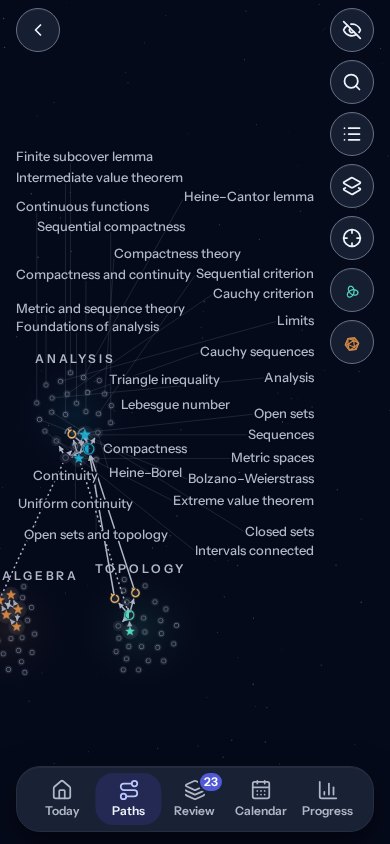 Finite subcover lemma
Intermediate value theorem
Heine–Cantor lemma
Continuous functions
Sequential compactness
Compactness theory
Compactness and continuity
Sequential criterion
Cauchy criterion
Metric and sequence theory
Limits
Foundations of analysis
Cauchy sequences
ANALYSIS
Triangle inequality
Analysis
Lebesgue number
Open sets
Sequences
Compactness
Metric spaces
Continuity
Heine–Borel
Bolzano–Weierstrass
Uniform continuity
Extreme value theorem
Open sets and topology
Closed sets
Intervals connected
TOPOLOGY
ALGEBRA
23
Today
Paths
Review
Calendar
Progress